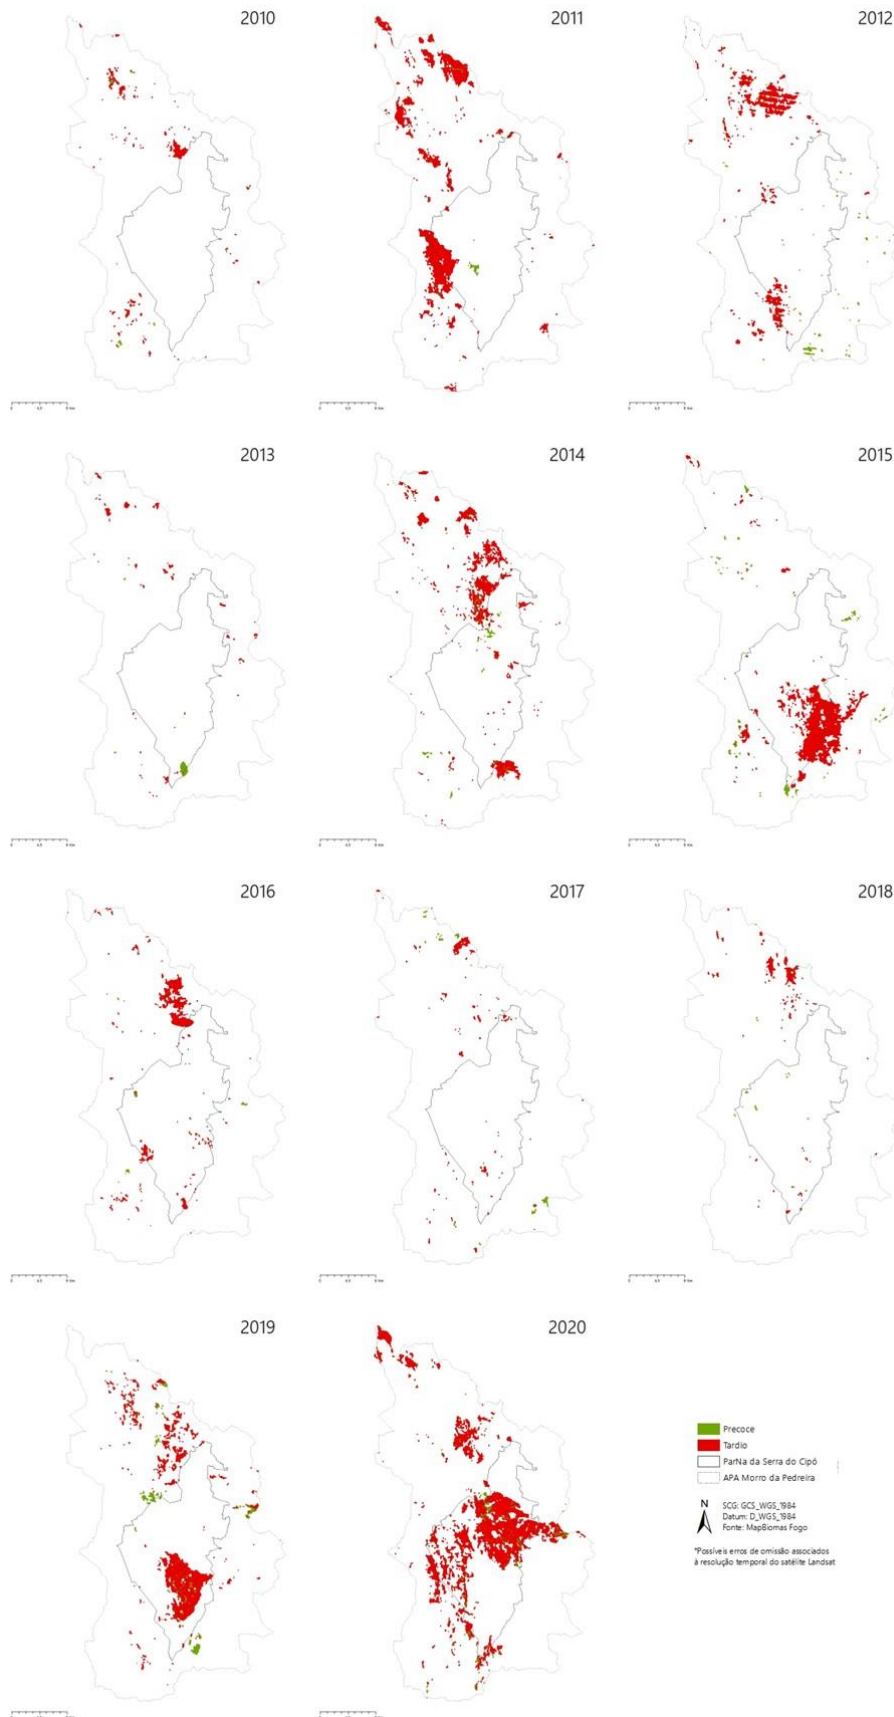 2010
2011
2012
2013
2014
2015
2016
2017
2018
2019
2020
Precoce
Tardio
ParNa da Serra do Cipó
APA Morro da Pedreira
N
SCG: GCS_WGS_1984
Datum: D_WGS_1984
Fonte: MapBiomas Fogo
*Possíveis erros de omissão associados
à resolução temporal do satélite Landsat